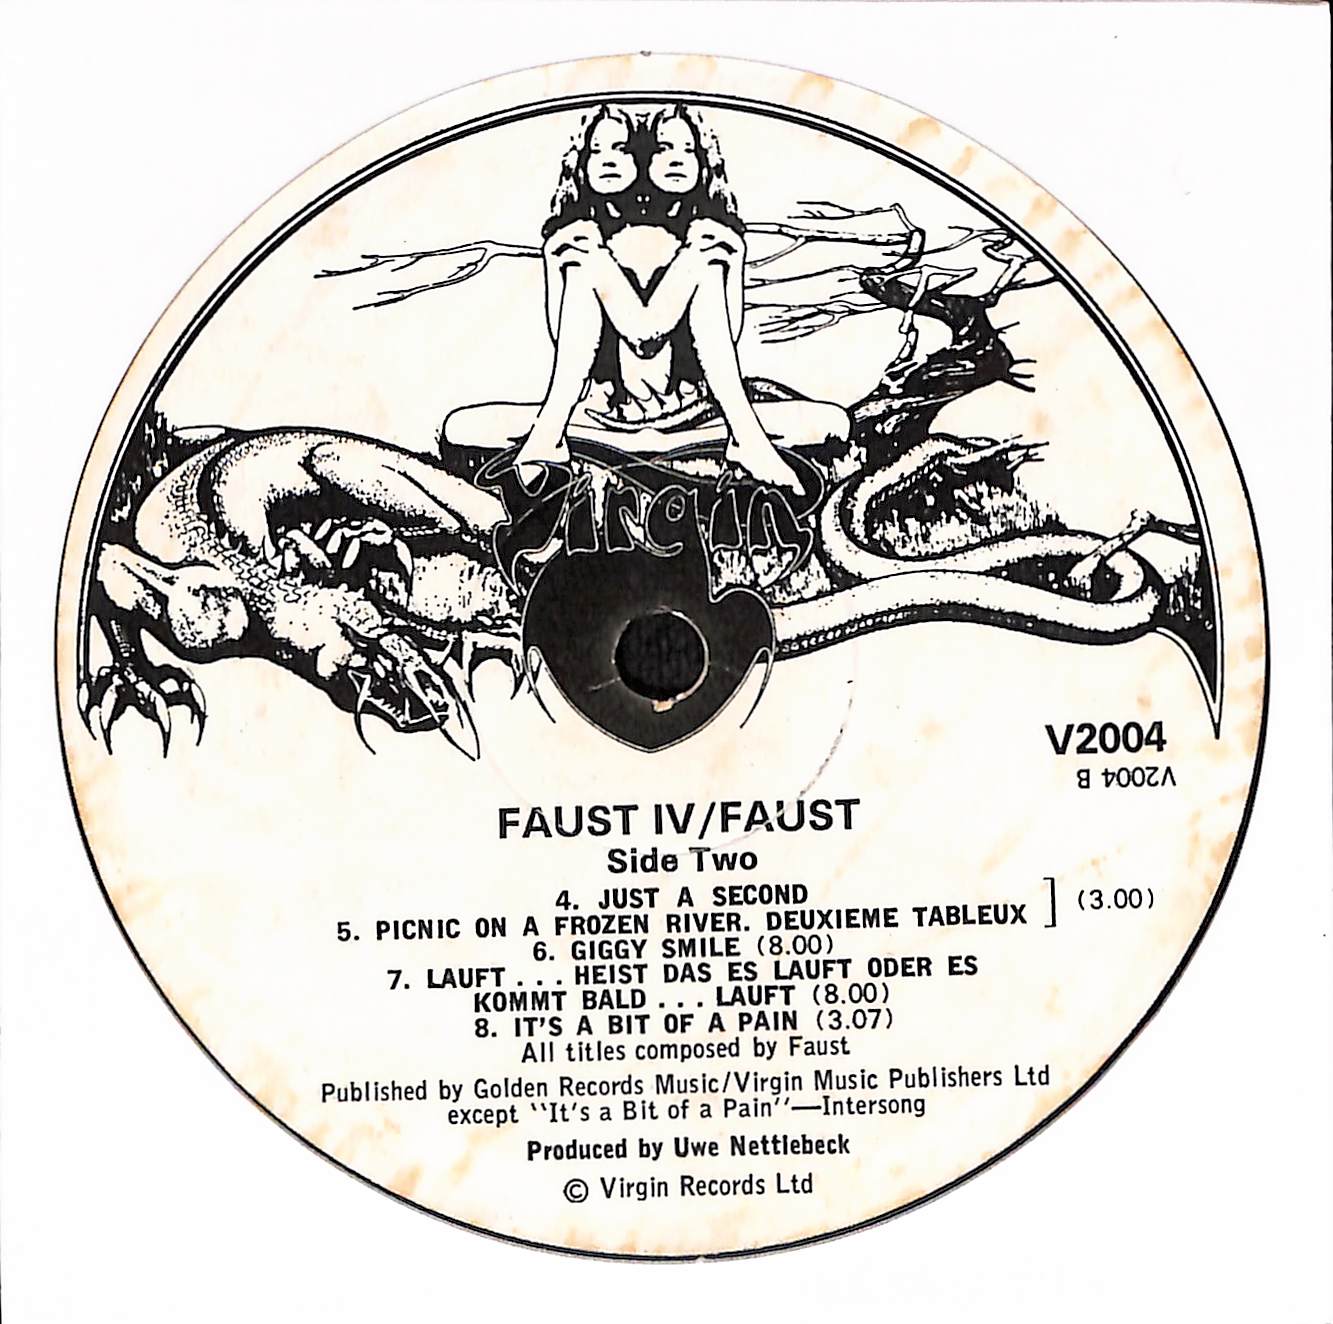 Virgin
V2004
V2004 B
FAUST IV/FAUST
Side Two
4. JUST A SECOND
5. PICNIC ON A FROZEN RIVER. DEUXIEME TABLEUX ] (3.00)
6. GIGGY SMILE (8.00)
7. LAUFT . . . HEIST DAS ES LAUFT ODER ES
KOMMT BALD . . . LAUFT (8.00)
8. IT'S A BIT OF A PAIN (3.07)
All titles composed by Faust
Published by Golden Records Music/Virgin Music Publishers Ltd
except "It's a Bit of a Pain"—Intersong
Produced by Uwe Nettlebeck
© Virgin Records Ltd